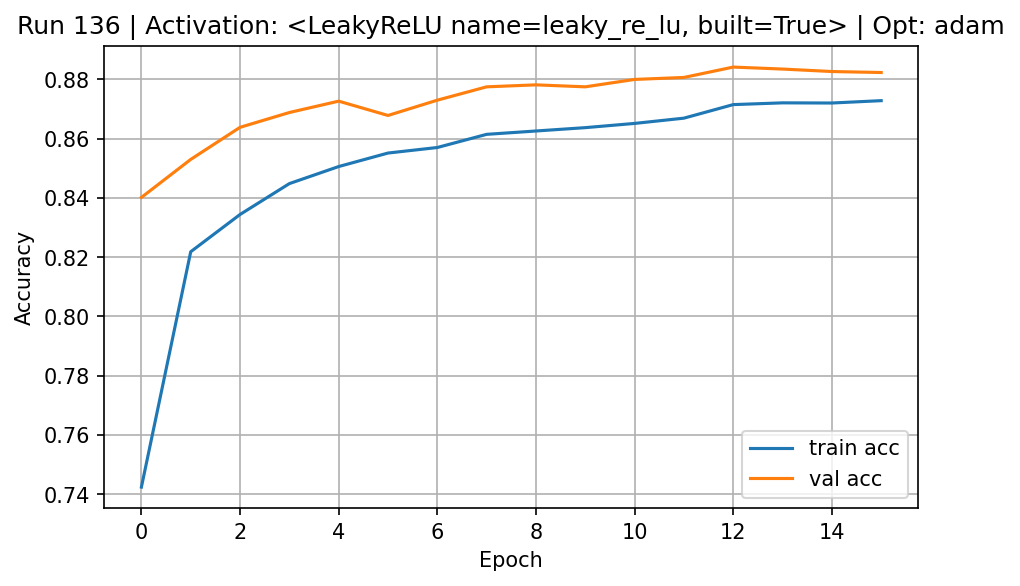 Run 136 | Activation: <LeakyReLU name=leaky_re_lu, built=True> | Opt: adam
0.88
0.86
0.84
0.82
0.80
0.78
0.76
0.74
Accuracy
train acc
val acc
0 2 4 6 8 10 12 14
Epoch